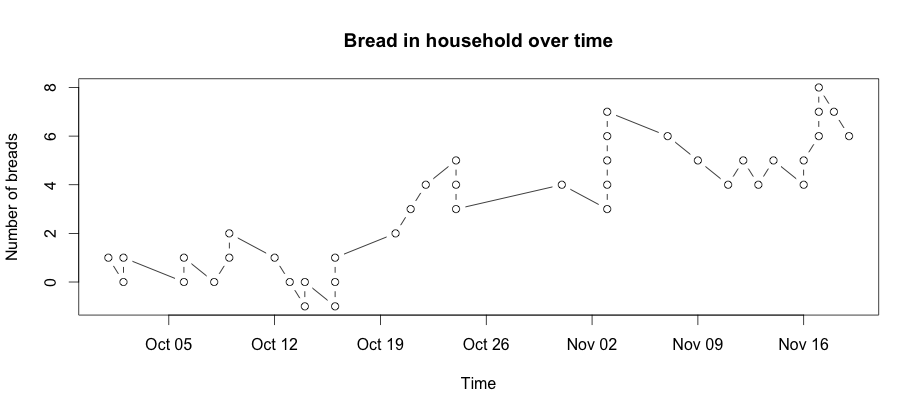 Bread in household over time
Number of breads
8
6
4
2
0
Oct 05 Oct 12 Oct 19 Oct 26 Nov 02 Nov 09 Nov 16
Time